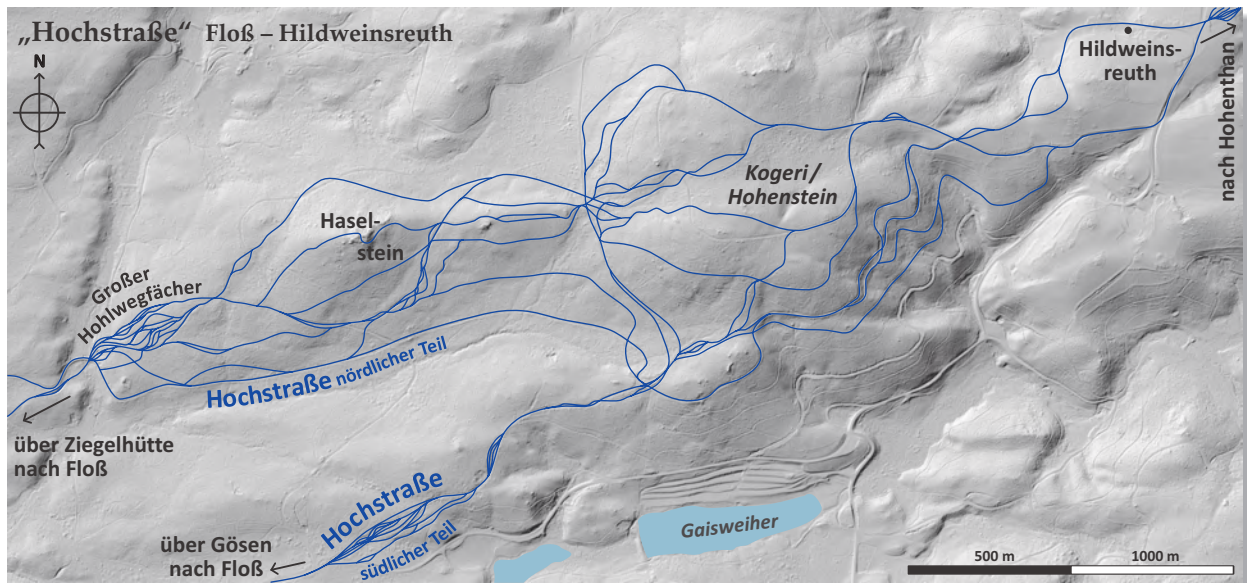 „Hochstraße“ Floß – Hildweinsreuth
N
Hildweins-
reuth
nach Hohenthan
Kogeri/
Hohenstein
Hasel-
stein
Großer
Hohlwegfächer
Hochstraße nördlicher Teil
über Ziegelhütte
nach Floß
Hochstraße
südlicher Teil
über Gösen
nach Floß
Gaisweiher
500 m
1000 m